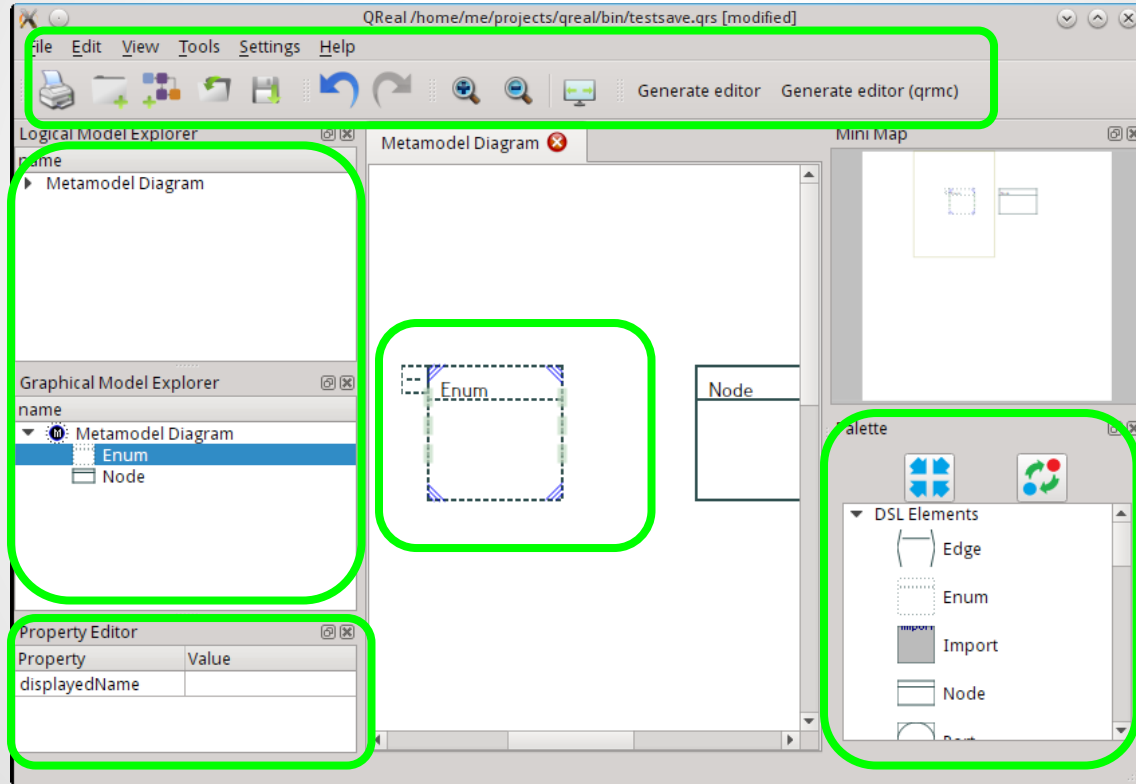 QReal /home/me/projects/qreal/bin/testsave.qrs [modified]
File Edit View Tools Settings Help
Generate editor Generate editor (qrmc)
Logical Model Explorer
name
Metamodel Diagram
Metamodel Diagram
Mini Map
Enum
Node
Graphical Model Explorer
name
Metamodel Diagram
Enum
Node
Property Editor
Property Value
displayedName
Palette
DSL Elements
Edge
Enum
Import
Import
Node